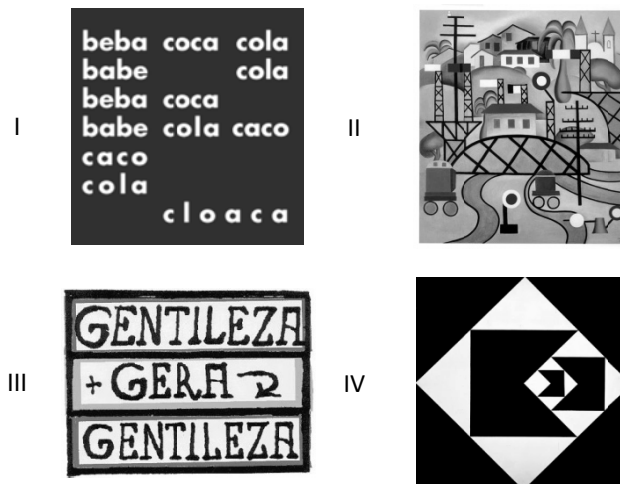 I
beba coca cola
babe cola
beba coca
babe cola caco
caco
cola
cloaca
II
III
GENTILEZA
+ GERA
GENTILEZA
IV